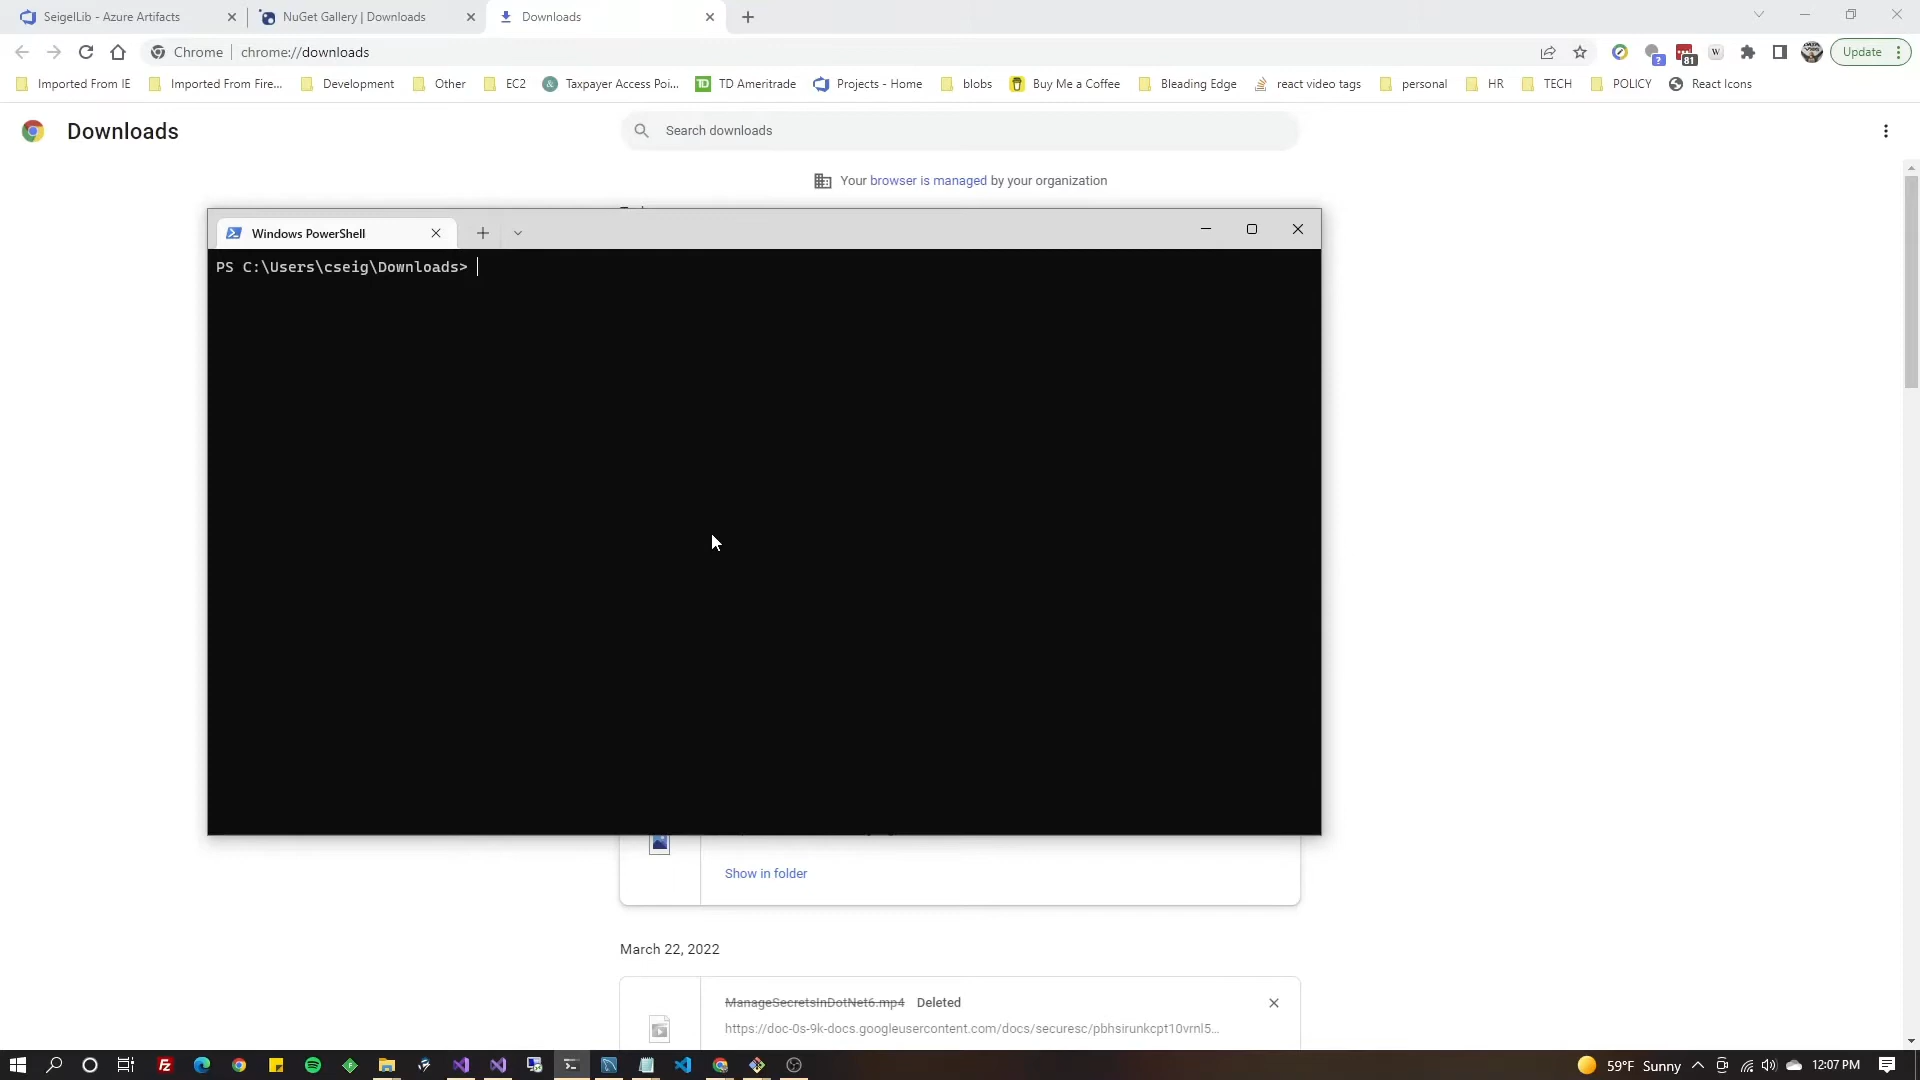 SeigelLib - Azure Artifacts
NuGet Gallery | Downloads
Downloads
Chrome
chrome://downloads
? 81 W
Update
Imported From IE
Imported From Fire...
Development
Other
EC2
Taxpayer Access Poi...
TD Ameritrade
Projects - Home
blobs
Buy Me a Coffee
Bleading Edge
react video tags
personal
HR
TECH
POLICY
React Icons
Downloads
Search downloads
Your browser is managed by your organization
Windows PowerShell
PS C:\Users\cseig\Downloads>
Show in folder
March 22, 2022
ManageSecretsInDotNet6.mp4 Deleted
https://doc-0s-9k-docs.googleusercontent.com/docs/securesc/pbhsirunkcpt10vrnl5...
59°F Sunny
12:07 PM